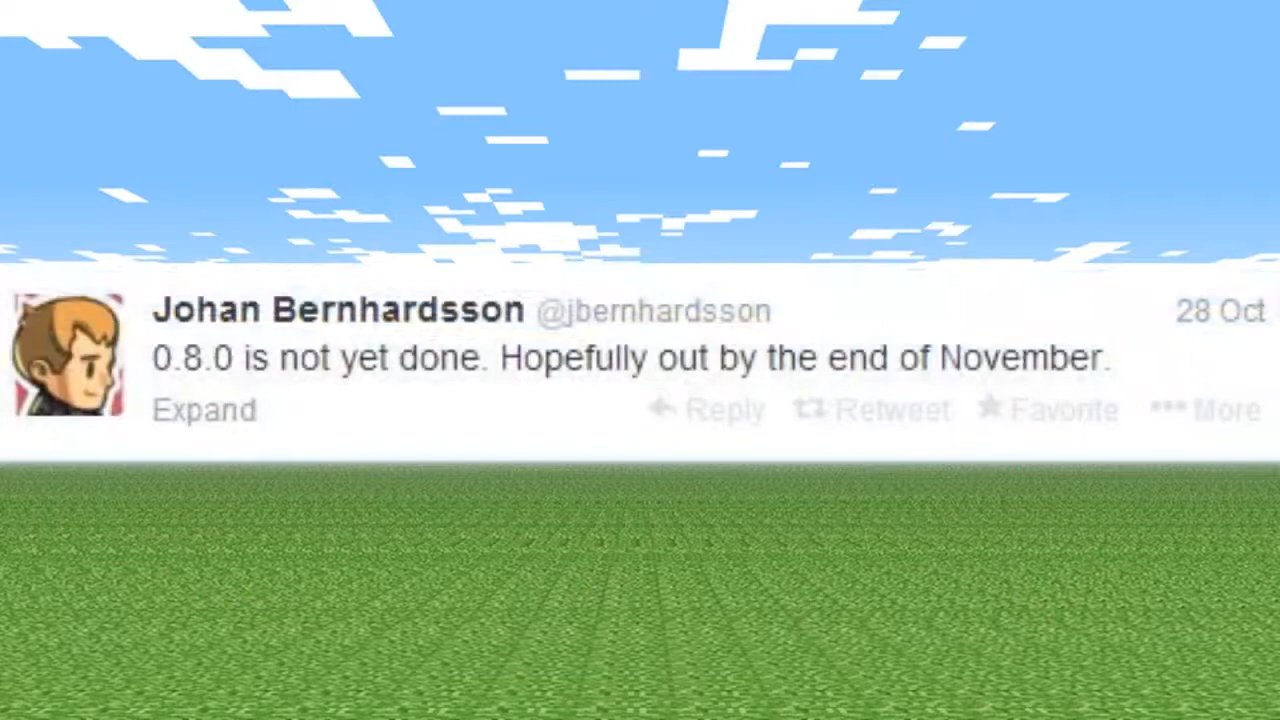 Johan Bernhardsson @jbernhardsson 28 Oct
0.8.0 is not yet done. Hopefully out by the end of November.
Expand Reply Retweet Favorite More